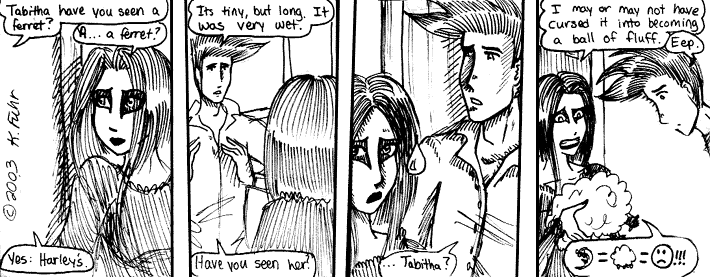 Tabitha have you seen a
ferret?
A... a ferret?
Yes: Harley's.
© 2003 K. Fuhr
Its tiny, but long. It
was very wet.
Have you seen her?
... Tabitha?
I may or may not have
cursed it into becoming
a ball of fluff.
Eep.
= = !!!